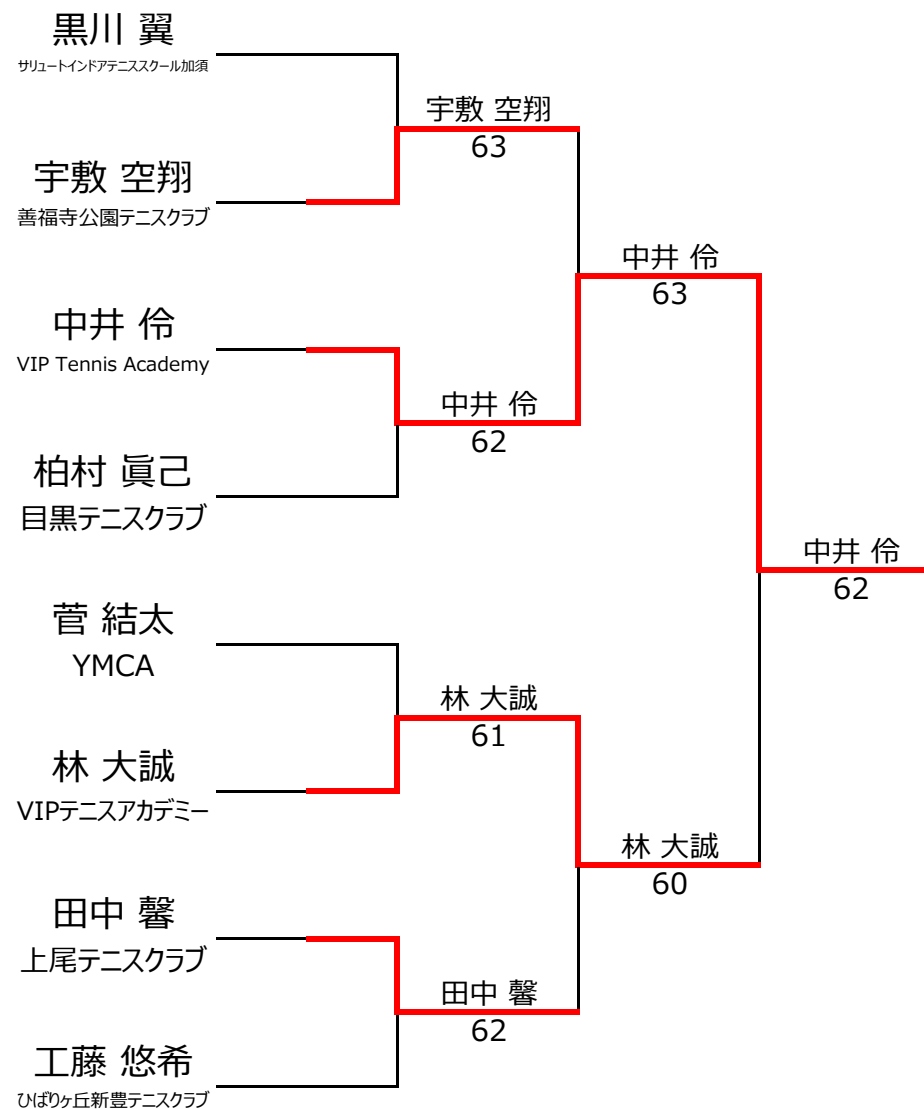 黒川 翼
サリュートインドアテニススクール加須
宇敷 空翔
善福寺公園テニスクラブ
中井 伶
VIP Tennis Academy
柏村 眞己
目黒テニスクラブ
菅 結太
YMCA
林 大誠
VIPテニスアカデミー
田中 馨
上尾テニスクラブ
工藤 悠希
ひばりヶ丘新豊テニスクラブ
宇敷 空翔
63
中井 伶
62
林 大誠
61
田中 馨
62
中井 伶
63
林 大誠
60
中井 伶
62